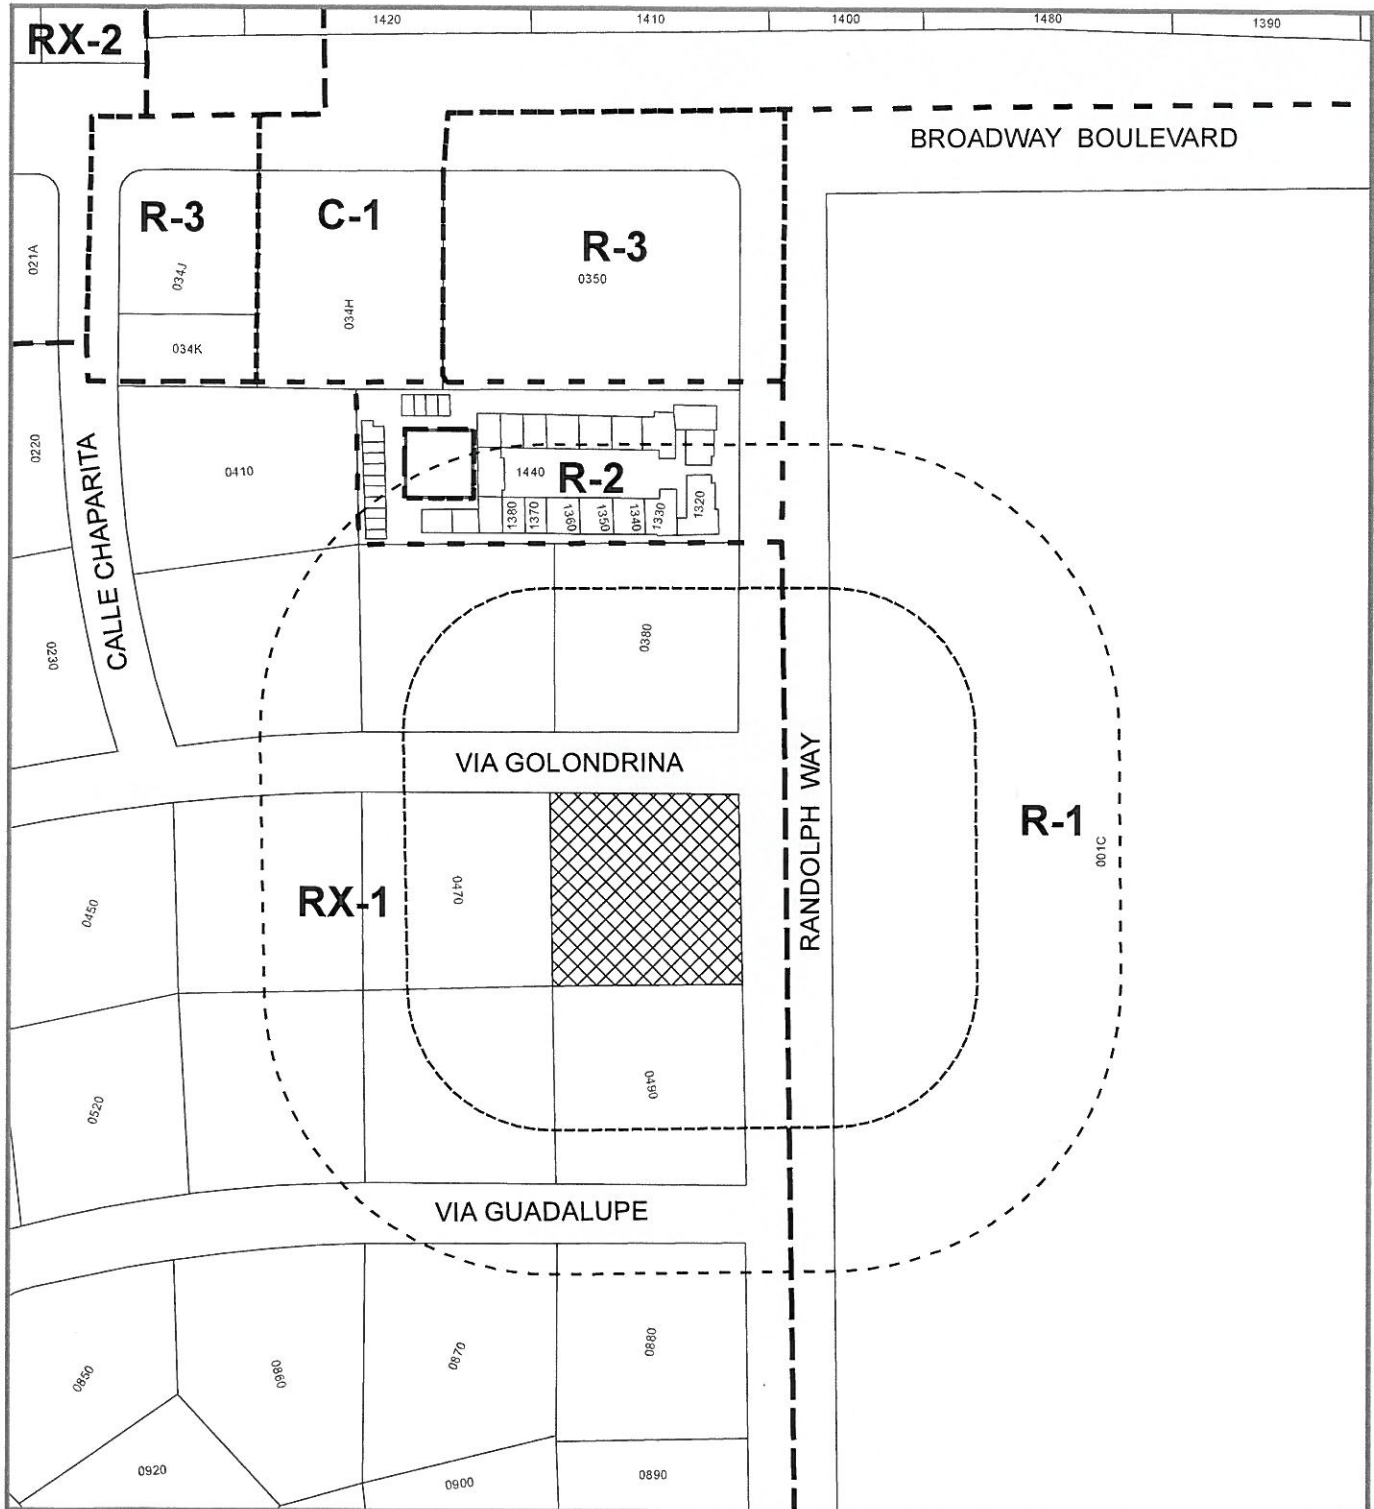 1420
1410
1400
1480
1390
RX-2
BROADWAY BOULEVARD
R-3
C-1
R-3
021A
034J
034H
0350
034K
CALLE CHAPARITA
0220
0410
1440
R-2
1380
1370
1360
1350
1340
1330
1320
0230
0380
VIA GOLONDRINA
RANDOLPH WAY
R-1
001C
0450
RX-1
0470
0520
0490
VIA GUADALUPE
0850
0860
0870
0880
0920
0900
0890